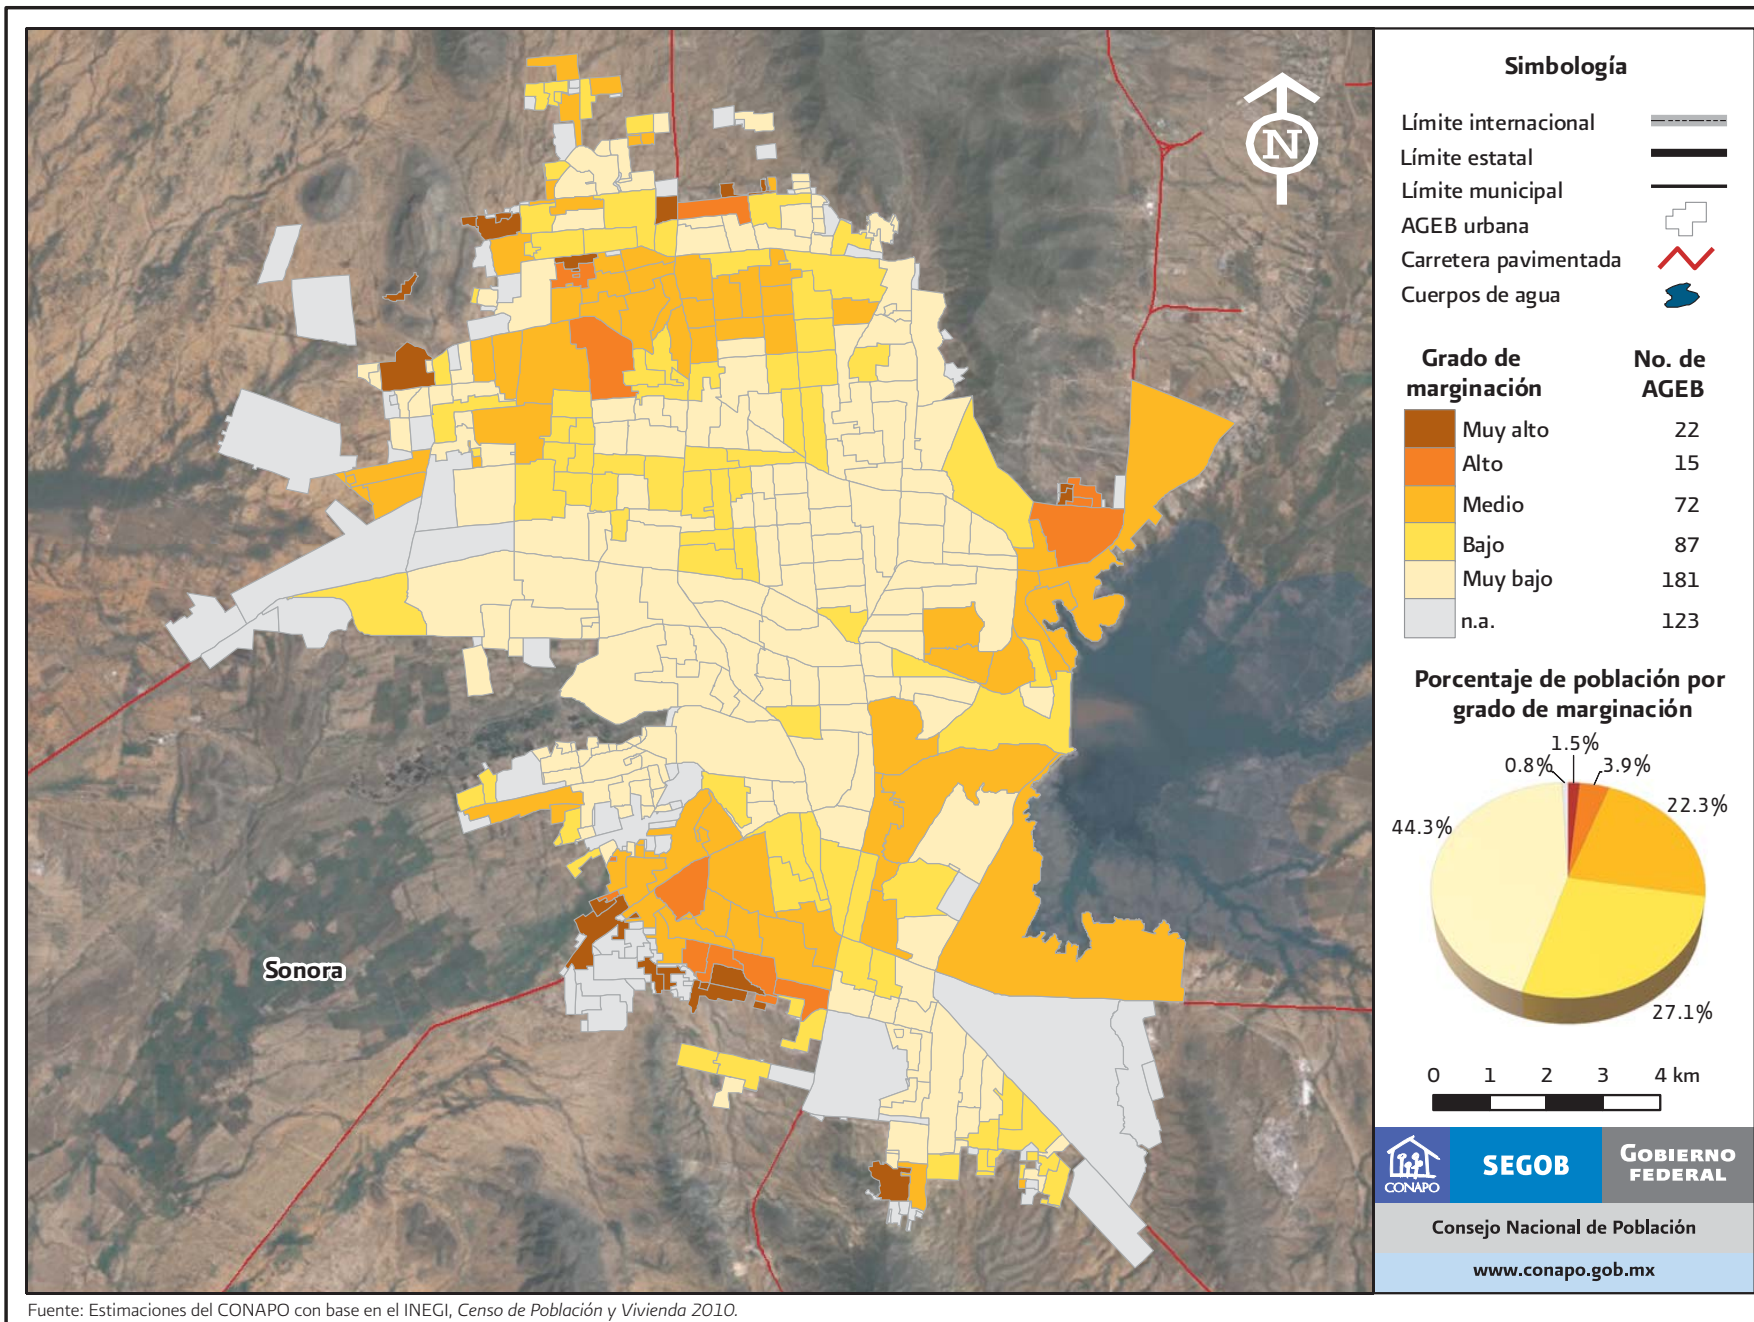 N
Sonora
Simbología
Límite internacional
Límite estatal
Límite municipal
AGEB urbana
Carretera pavimentada
Cuerpos de agua
Grado de marginación No. de AGEB
Muy alto 22
Alto 15
Medio 72
Bajo 87
Muy bajo 181
n.a. 123
Porcentaje de población por
grado de marginación
1.5%
0.8% 3.9%
22.3%
44.3%
27.1%
0 1 2 3 4 km
CONAPO
SEGOB
GOBIERNO
FEDERAL
Consejo Nacional de Población
www.conapo.gob.mx
Fuente: Estimaciones del CONAPO con base en el INEGI, Censo de Población y Vivienda 2010.